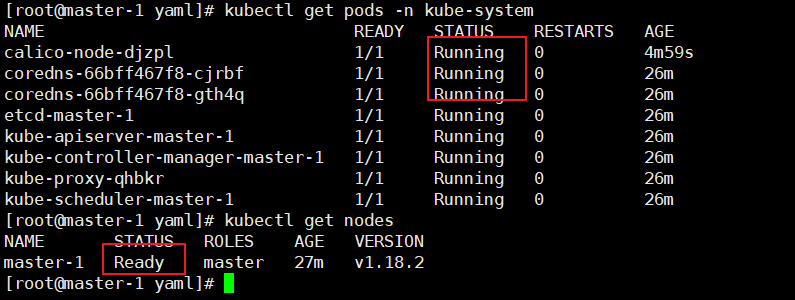 [root@master-1 yaml]# kubectl get pods -n kube-system
NAME READY STATUS RESTARTS AGE
calico-node-djzpl 1/1 Running 0 4m59s
coredns-66bff467f8-cjrbf 1/1 Running 0 26m
coredns-66bff467f8-gth4q 1/1 Running 0 26m
etcd-master-1 1/1 Running 0 26m
kube-apiserver-master-1 1/1 Running 0 26m
kube-controller-manager-master-1 1/1 Running 0 26m
kube-proxy-qhbkr 1/1 Running 0 26m
kube-scheduler-master-1 1/1 Running 0 26m
[root@master-1 yaml]# kubectl get nodes
NAME STATUS ROLES AGE VERSION
master-1 Ready master 27m v1.18.2
[root@master-1 yaml]#